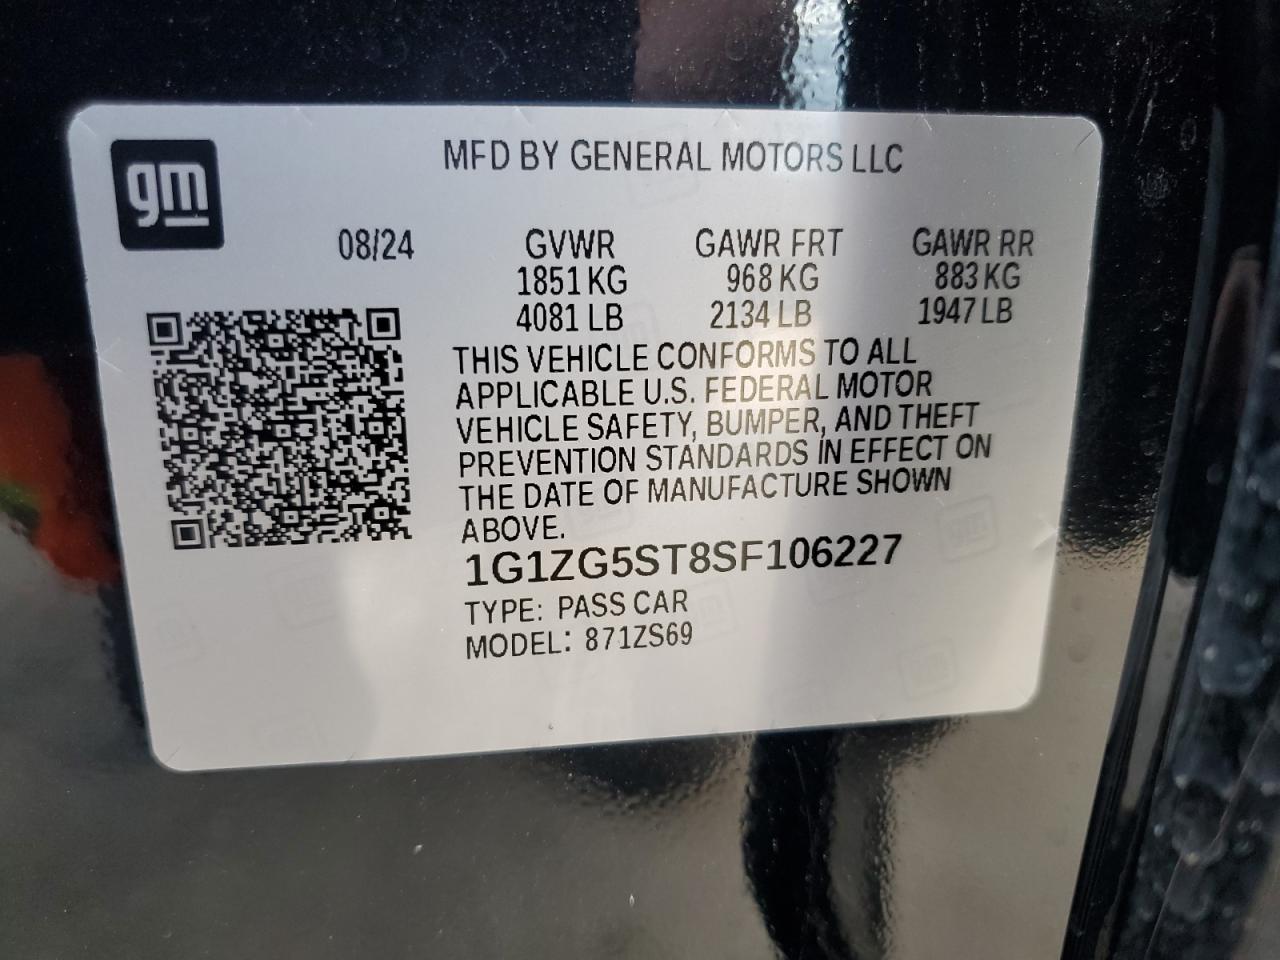 gm
MFD BY GENERAL MOTORS LLC
08/24 GVWR GAWR FRT GAWR RR
1851 KG 968 KG 883 KG
4081 LB 2134 LB 1947 LB
THIS VEHICLE CONFORMS TO ALL
APPLICABLE U.S. FEDERAL MOTOR
VEHICLE SAFETY, BUMPER, AND THEFT
PREVENTION STANDARDS IN EFFECT ON
THE DATE OF MANUFACTURE SHOWN
ABOVE.
1G1ZG5ST8SF106227
TYPE: PASS CAR
MODEL: 871ZS69